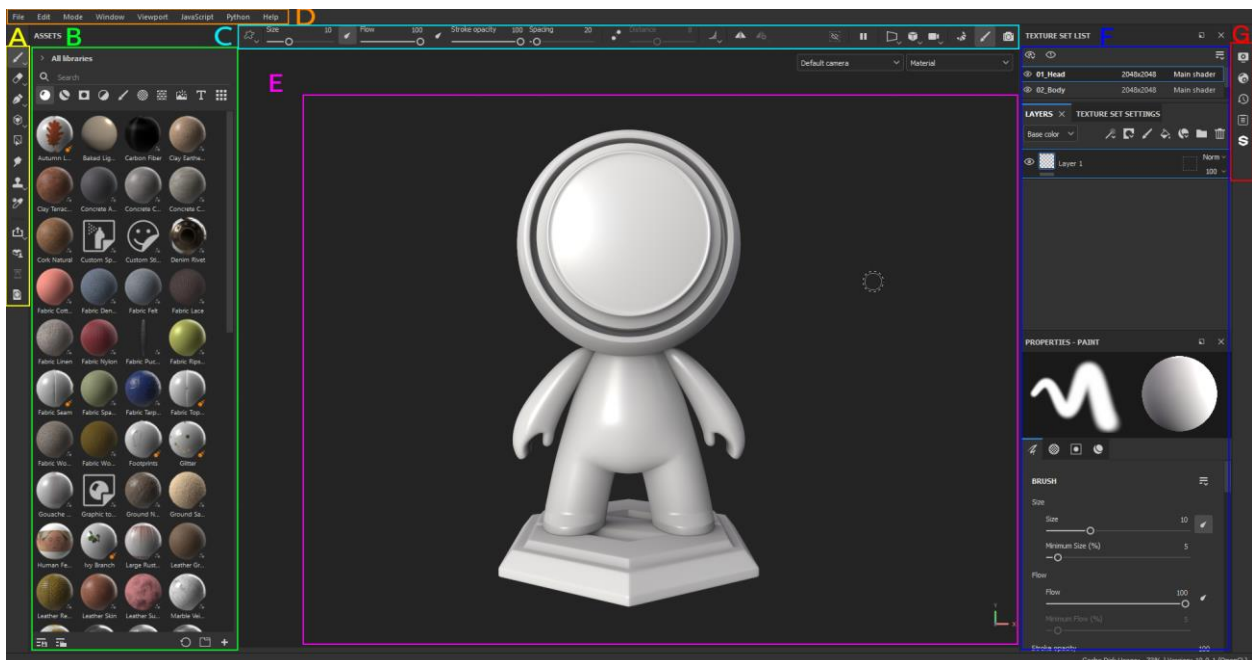 File Edit Mode Window Viewport JavaScript Python Help D
A ASSETS B
C Size 10 Flow 100 Stroke opacity 100 Spacing 20 Distance 8
TEXTURE SET LIST F G
All libraries
Search
Default camera Material
E
01_Head 2048x2048 Main shader
02_Body 2048x2048 Main shader
LAYERS TEXTURE SET SETTINGS
Base color
Layer 1 Norm
100
Autumn L... Baked Lig... Carbon Fiber Clay Earthe...
Clay Terrac... Concrete A... Concrete C... Concrete C...
Cork Natural Custom Sp... Custom Sti... Denim Rivet
Fabric Cott... Fabric Den... Fabric Felt Fabric Lace
Fabric Linen Fabric Nylon Fabric Puc... Fabric Rips...
Fabric Seam Fabric Spa... Fabric Tarp... Fabric Top...
Fabric Wo... Fabric Wo... Footprints Glitter
Gouache ... Graphic to... Ground N... Ground Sa...
Human Fe... Ivy Branch Large Rust... Leather Gr...
Leather Re... Leather Skin Leather Su... Marble Vei...
PROPERTIES - PAINT
BRUSH
Size
Size 10
Minimum Size (%) 5
Flow
Flow 100
Minimum Flow (%) 5
Stroke opacity 100
Y
X